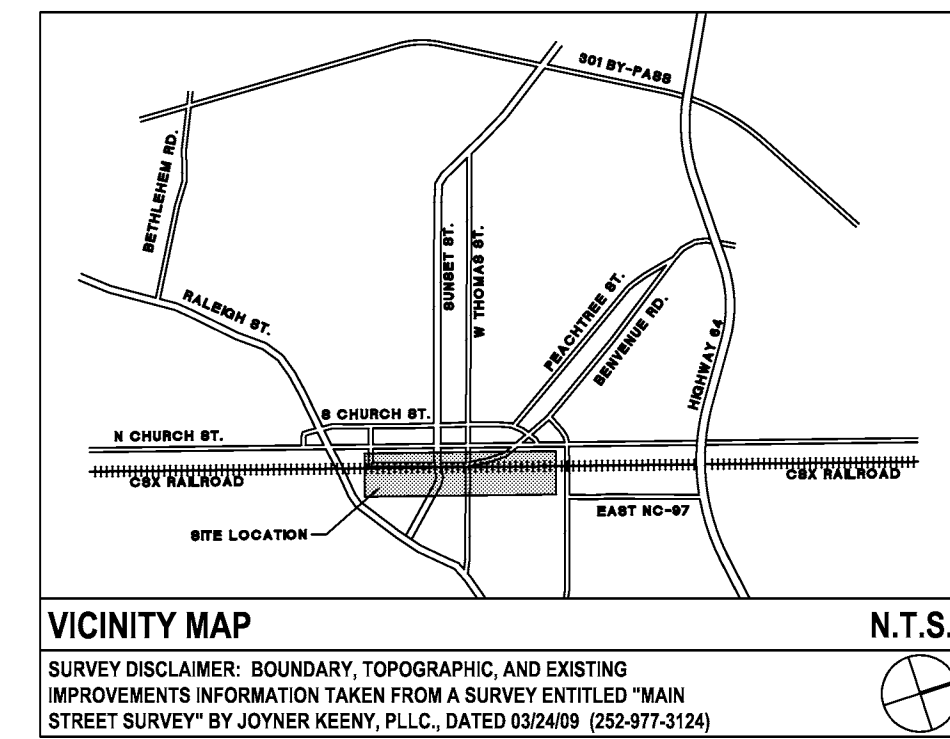 301 BY-PASS
BETHLEHEM RD.
SUNSET ST.
W THOMAS ST.
PEACHTREE ST.
BENVENUE RD.
RALEIGH ST.
HIGHWAY 64
S CHURCH ST.
N CHURCH ST.
CSX RAILROAD
CSX RAILROAD
EAST NC-97
SITE LOCATION
VICINITY MAP
N.T.S.
SURVEY DISCLAIMER: BOUNDARY, TOPOGRAPHIC, AND EXISTING
IMPROVEMENTS INFORMATION TAKEN FROM A SURVEY ENTITLED "MAIN
STREET SURVEY" BY JOYNER KEENY, PLLC., DATED 03/24/09 (252-977-3124)